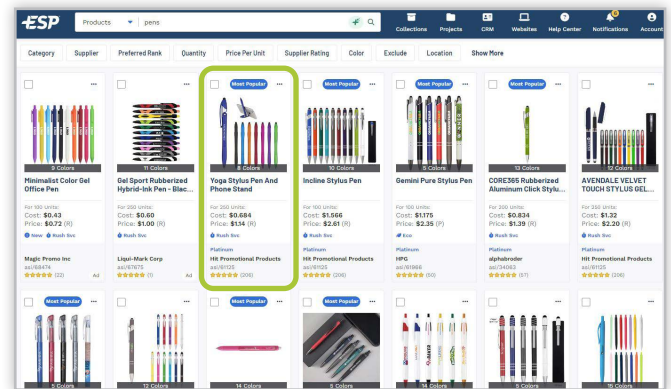 ESP
Products
pens
Collections
Projects
CRM
Websites
Help Center
Notifications
Account
Category
Supplier
Preferred Rank
Quantity
Price Per Unit
Supplier Rating
Color
Exclude
Location
Show More
9 Colors
Minimalist Color Gel
Office Pen
For 100 Units:
Cost: $0.43
Price: $0.72 (R)
New
Rush Svc
Magic Promo Inc
asi/68474
(22)
Ad
11 Colors
Gel Sport Rubberized
Hybrid-Ink Pen - Blac...
For 250 Units:
Cost: $0.60
Price: $1.00 (R)
Rush Svc
Liqui-Mark Corp
asi/67675
(1)
Ad
Most Popular
8 Colors
Yoga Stylus Pen And
Phone Stand
For 250 Units:
Cost: $0.684
Price: $1.14 (R)
Rush Svc
Platinum
Hit Promotional Products
asi/61125
(206)
Most Popular
10 Colors
Incline Stylus Pen
For 100 Units:
Cost: $1.566
Price: $2.61 (R)
Rush Svc
Platinum
Hit Promotional Products
asi/61125
(206)
Most Popular
5 Colors
Gemini Pure Stylus Pen
For 100 Units:
Cost: $1.175
Price: $2.35 (P)
Eco
Platinum
HPG
asi/61966
(50)
13 Colors
CORE365 Rubberized
Aluminum Click Stylu...
For 200 Units:
Cost: $0.834
Price: $1.39 (R)
Rush Svc
Platinum
alphabroder
asi/34063
(57)
Most Popular
12 Colors
AVENDALE VELVET
TOUCH STYLUS GEL...
For 250 Units:
Cost: $1.32
Price: $2.20 (R)
Rush Svc
Platinum
Hit Promotional Products
asi/61125
(206)
Most Popular
5 Colors
12 Colors
14 Colors
Most Popular
5 Colors
14 Colors
Most Popular
8 Colors
15 Colors